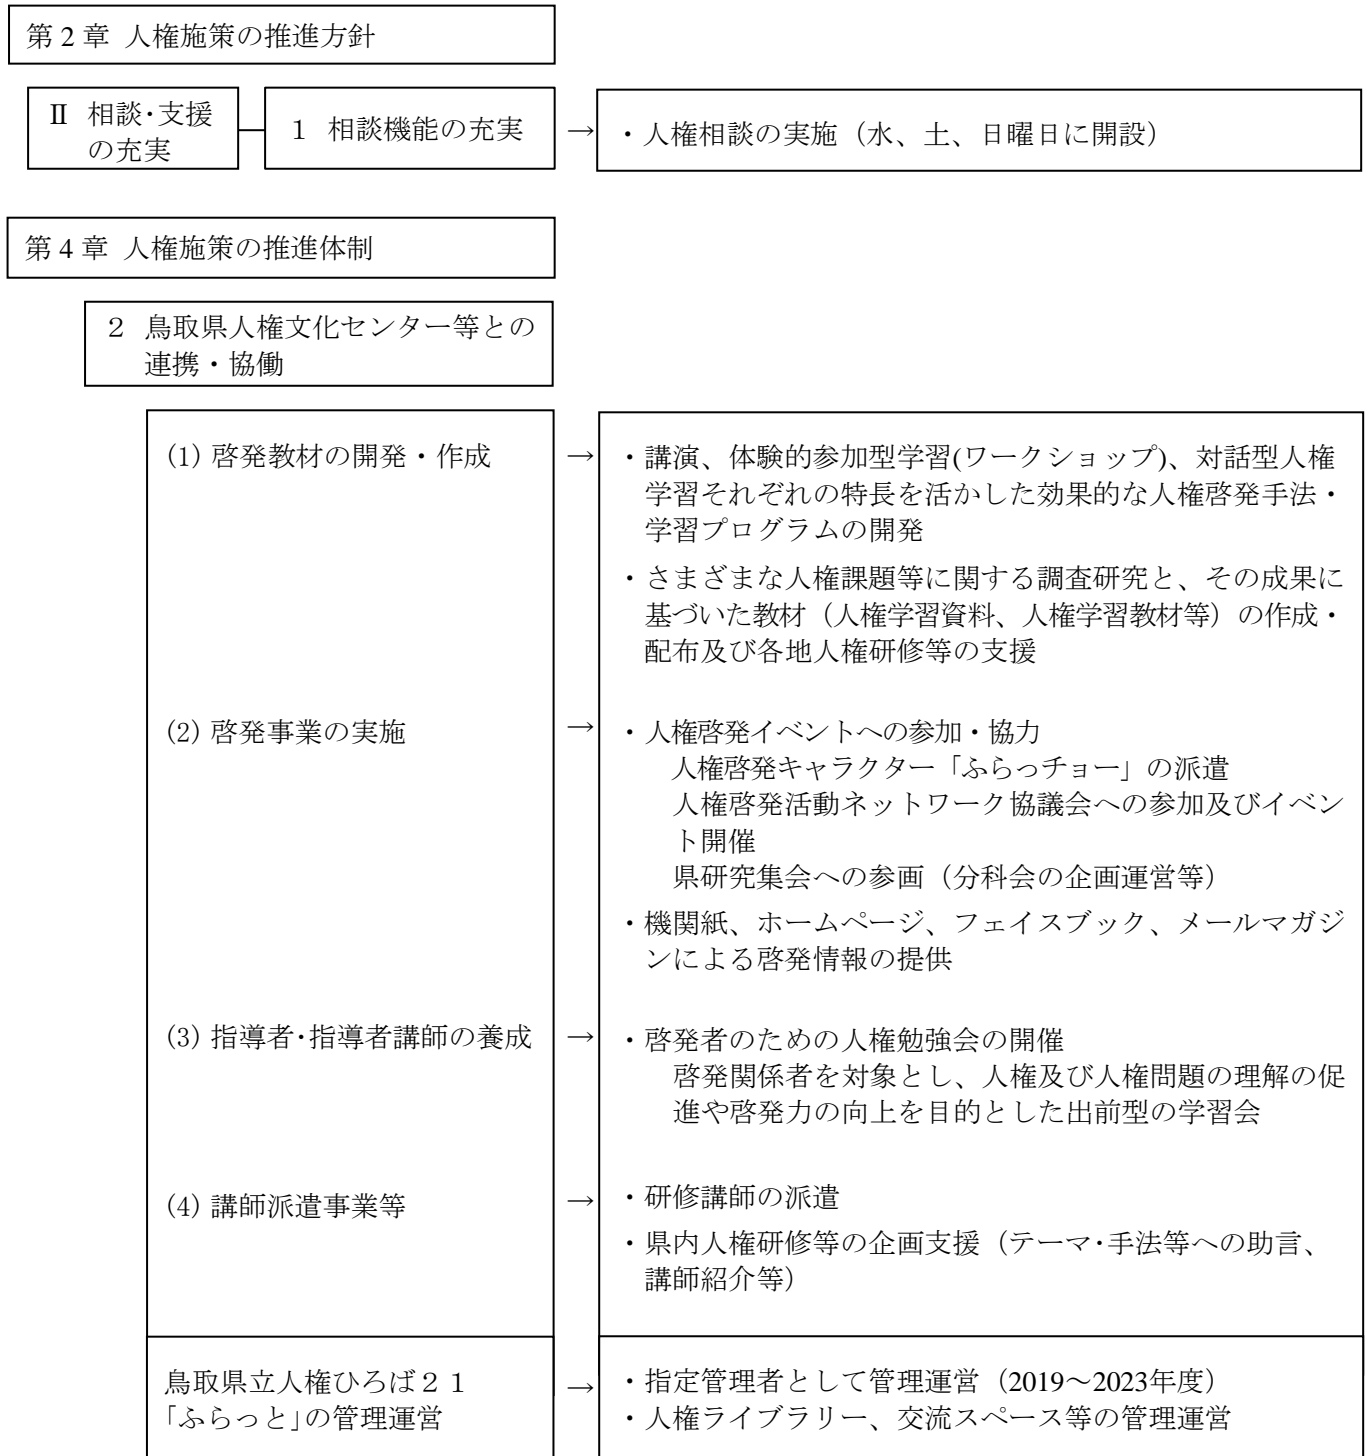 第2章 人権施策の推進方針
Ⅱ 相談・支援
の充実
1 相談機能の充実
→
・人権相談の実施（水、土、日曜日に開設）
第4章 人権施策の推進体制
2 鳥取県人権文化センター等との
連携・協働
(1) 啓発教材の開発・作成
→
・講演、体験的参加型学習(ワークショップ)、対話型人権
学習それぞれの特長を活かした効果的な人権啓発手法・
学習プログラムの開発
・さまざまな人権課題等に関する調査研究と、その成果に
基づいた教材（人権学習資料、人権学習教材等）の作成・
配布及び各地人権研修等の支援
(2) 啓発事業の実施
→
・人権啓発イベントへの参加・協力
人権啓発キャラクター「ふらっチョー」の派遣
人権啓発活動ネットワーク協議会への参加及びイベン
ト開催
県研究集会への参画（分科会の企画運営等）
・機関紙、ホームページ、フェイスブック、メールマガジ
ンによる啓発情報の提供
(3) 指導者・指導者講師の養成
→
・啓発者のための人権勉強会の開催
啓発関係者を対象とし、人権及び人権問題の理解の促
進や啓発力の向上を目的とした出前型の学習会
(4) 講師派遣事業等
→
・研修講師の派遣
・県内人権研修等の企画支援（テーマ・手法等への助言、
講師紹介等）
鳥取県立人権ひろば２１
「ふらっと」の管理運営
→
・指定管理者として管理運営（2019～2023年度）
・人権ライブラリー、交流スペース等の管理運営